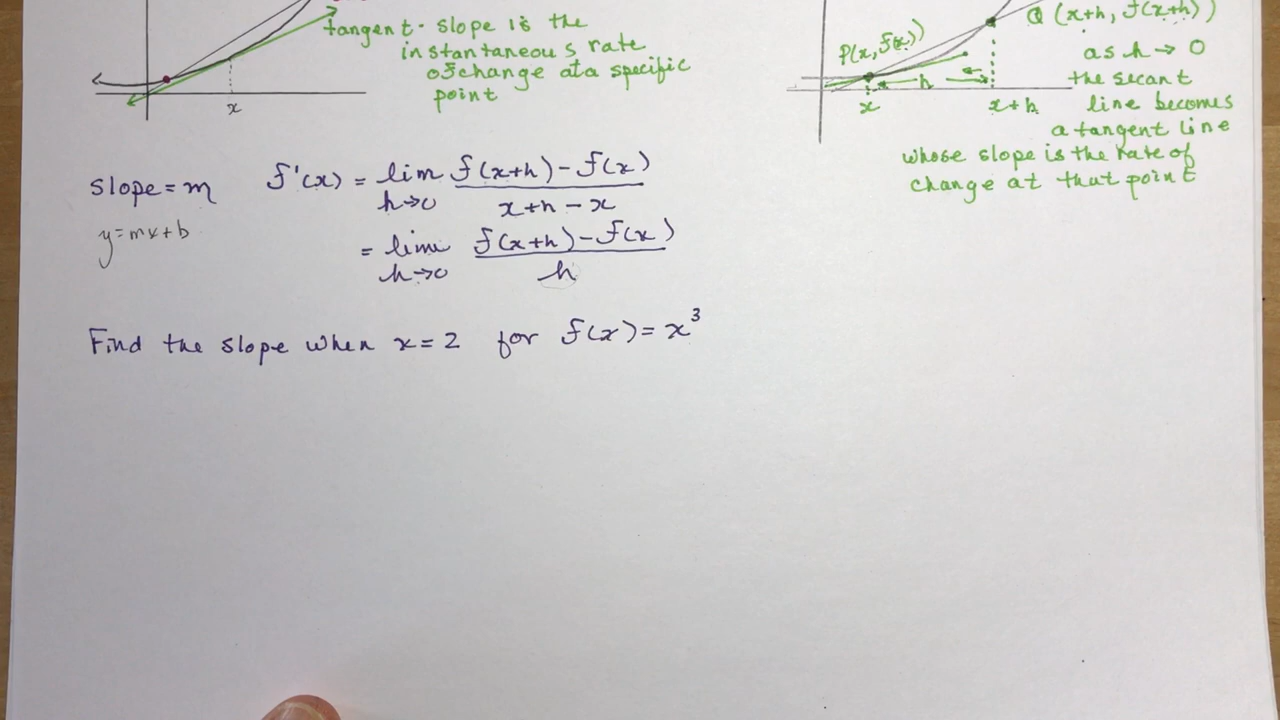 tangent - slope is the
instantaneous rate
of change at a specific
point
x
Q (x+h, f(x+h))
P(x, f(x))
h
x x+h
as h → 0
the secant
line becomes
a tangent line
whose slope is the rate of
change at that point
slope = m
y = mx + b
f'(x) = lim h→0 (f(x+h) - f(x)) / (x+h - x)
= lim h→0 (f(x+h) - f(x)) / h
Find the slope when x = 2 for f(x) = x³